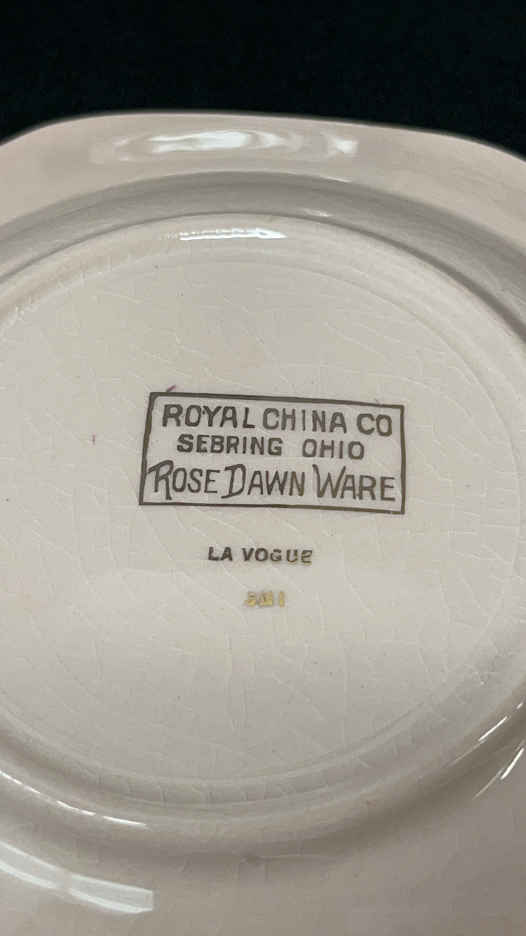 ROYAL CHINA CO
SEBRING OHIO
ROSE DAWN WARE
LA VOGUE